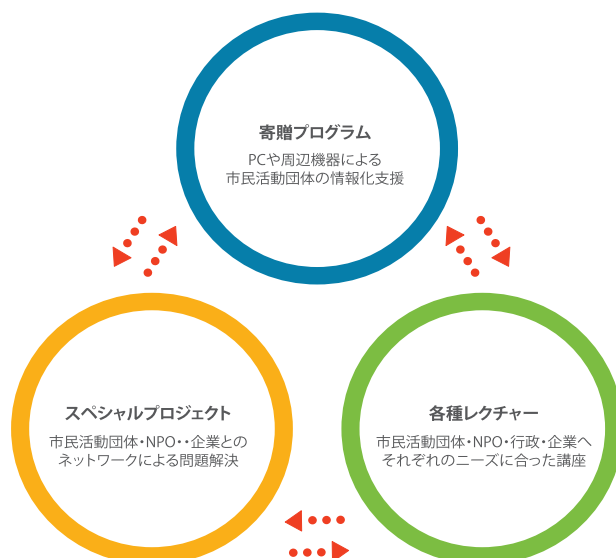 寄贈プログラム
PCや周辺機器による
市民活動団体の情報化支援
スペシャルプロジェクト
市民活動団体・NPO・・企業との
ネットワークによる問題解決
各種レクチャー
市民活動団体・NPO・行政・企業へ
それぞれのニーズに合った講座